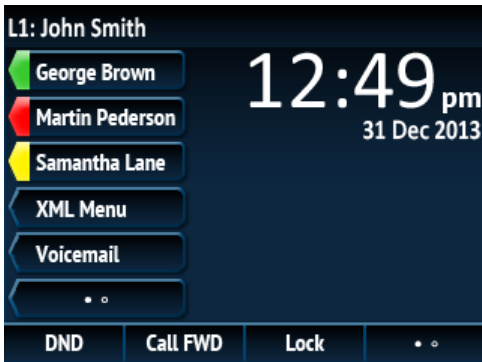 L1: John Smith
George Brown
Martin Pederson
Samantha Lane
XML Menu
Voicemail
12:49 pm
31 Dec 2013
DND Call FWD Lock